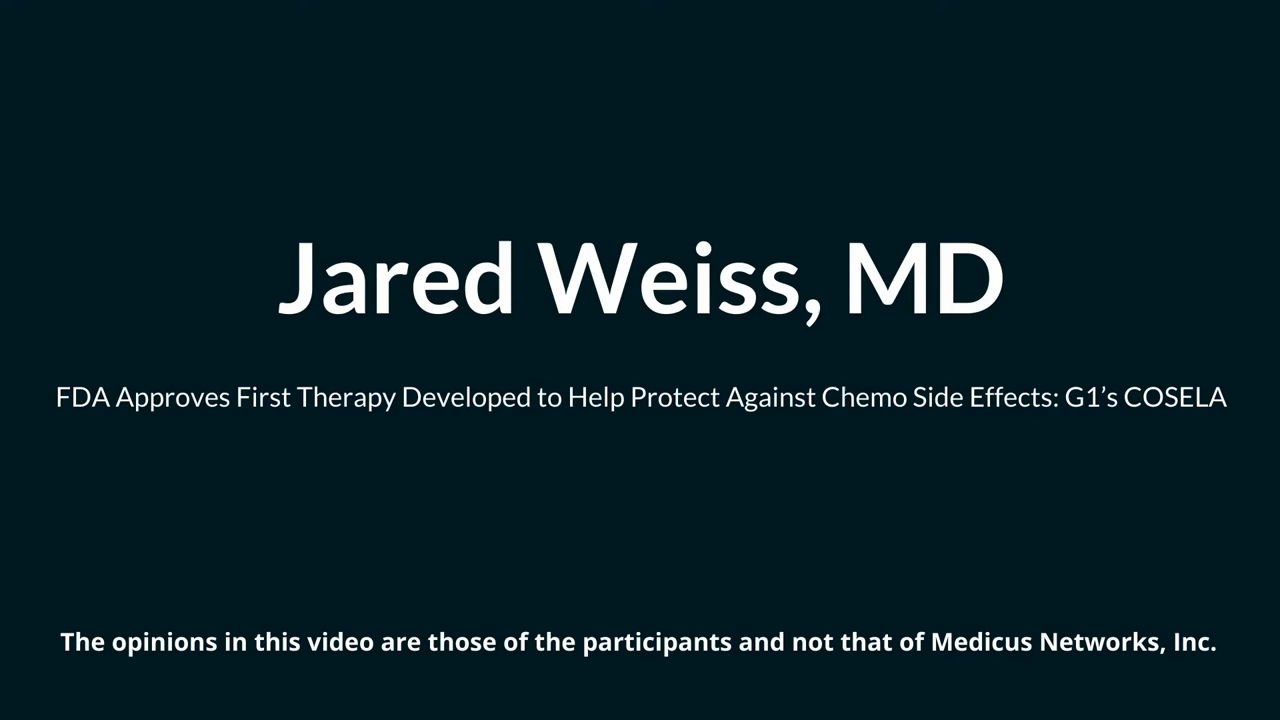 Jared Weiss, MD
FDA Approves First Therapy Developed to Help Protect Against Chemo Side Effects: G1’s COSELA
The opinions in this video are those of the participants and not that of Medicus Networks, Inc.